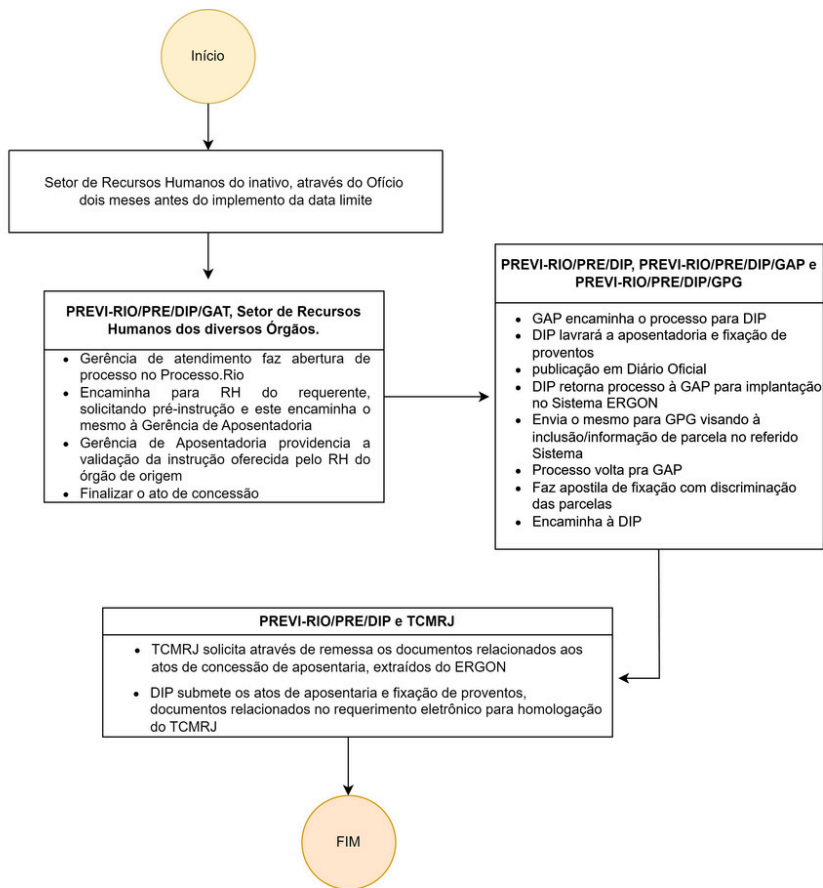 Início
Setor de Recursos Humanos do inativo, através do Ofício
dois meses antes do implemento da data limite
PREVI-RIO/PRE/DIP/GAT, Setor de Recursos
Humanos dos diversos Órgãos.
• Gerência de atendimento faz abertura de
processo no Processo.Rio
• Encaminha para RH do requerente,
solicitando pré-instrução e este encaminha o
mesmo à Gerência de Aposentadoria
• Gerência de Aposentadoria providencia a
validação da instrução oferecida pelo RH do
órgão de origem
• Finalizar o ato de concessão
PREVI-RIO/PRE/DIP, PREVI-RIO/PRE/DIP/GAP e
PREVI-RIO/PRE/DIP/GPG
• GAP encaminha o processo para DIP
• DIP lavrará a aposentadoria e fixação de
proventos
• publicação em Diário Oficial
• DIP retorna processo à GAP para implantação
no Sistema ERGON
• Envia o mesmo para GPG visando à
inclusão/informação de parcela no referido
Sistema
• Processo volta pra GAP
• Faz apostila de fixação com discriminação
das parcelas
• Encaminha à DIP
PREVI-RIO/PRE/DIP e TCMRJ
• TCMRJ solicita através de remessa os documentos relacionados aos
atos de concessão de aposentaria, extraídos do ERGON
• DIP submete os atos de aposentaria e fixação de proventos,
documentos relacionados no requerimento eletrônico para homologação
do TCMRJ
FIM